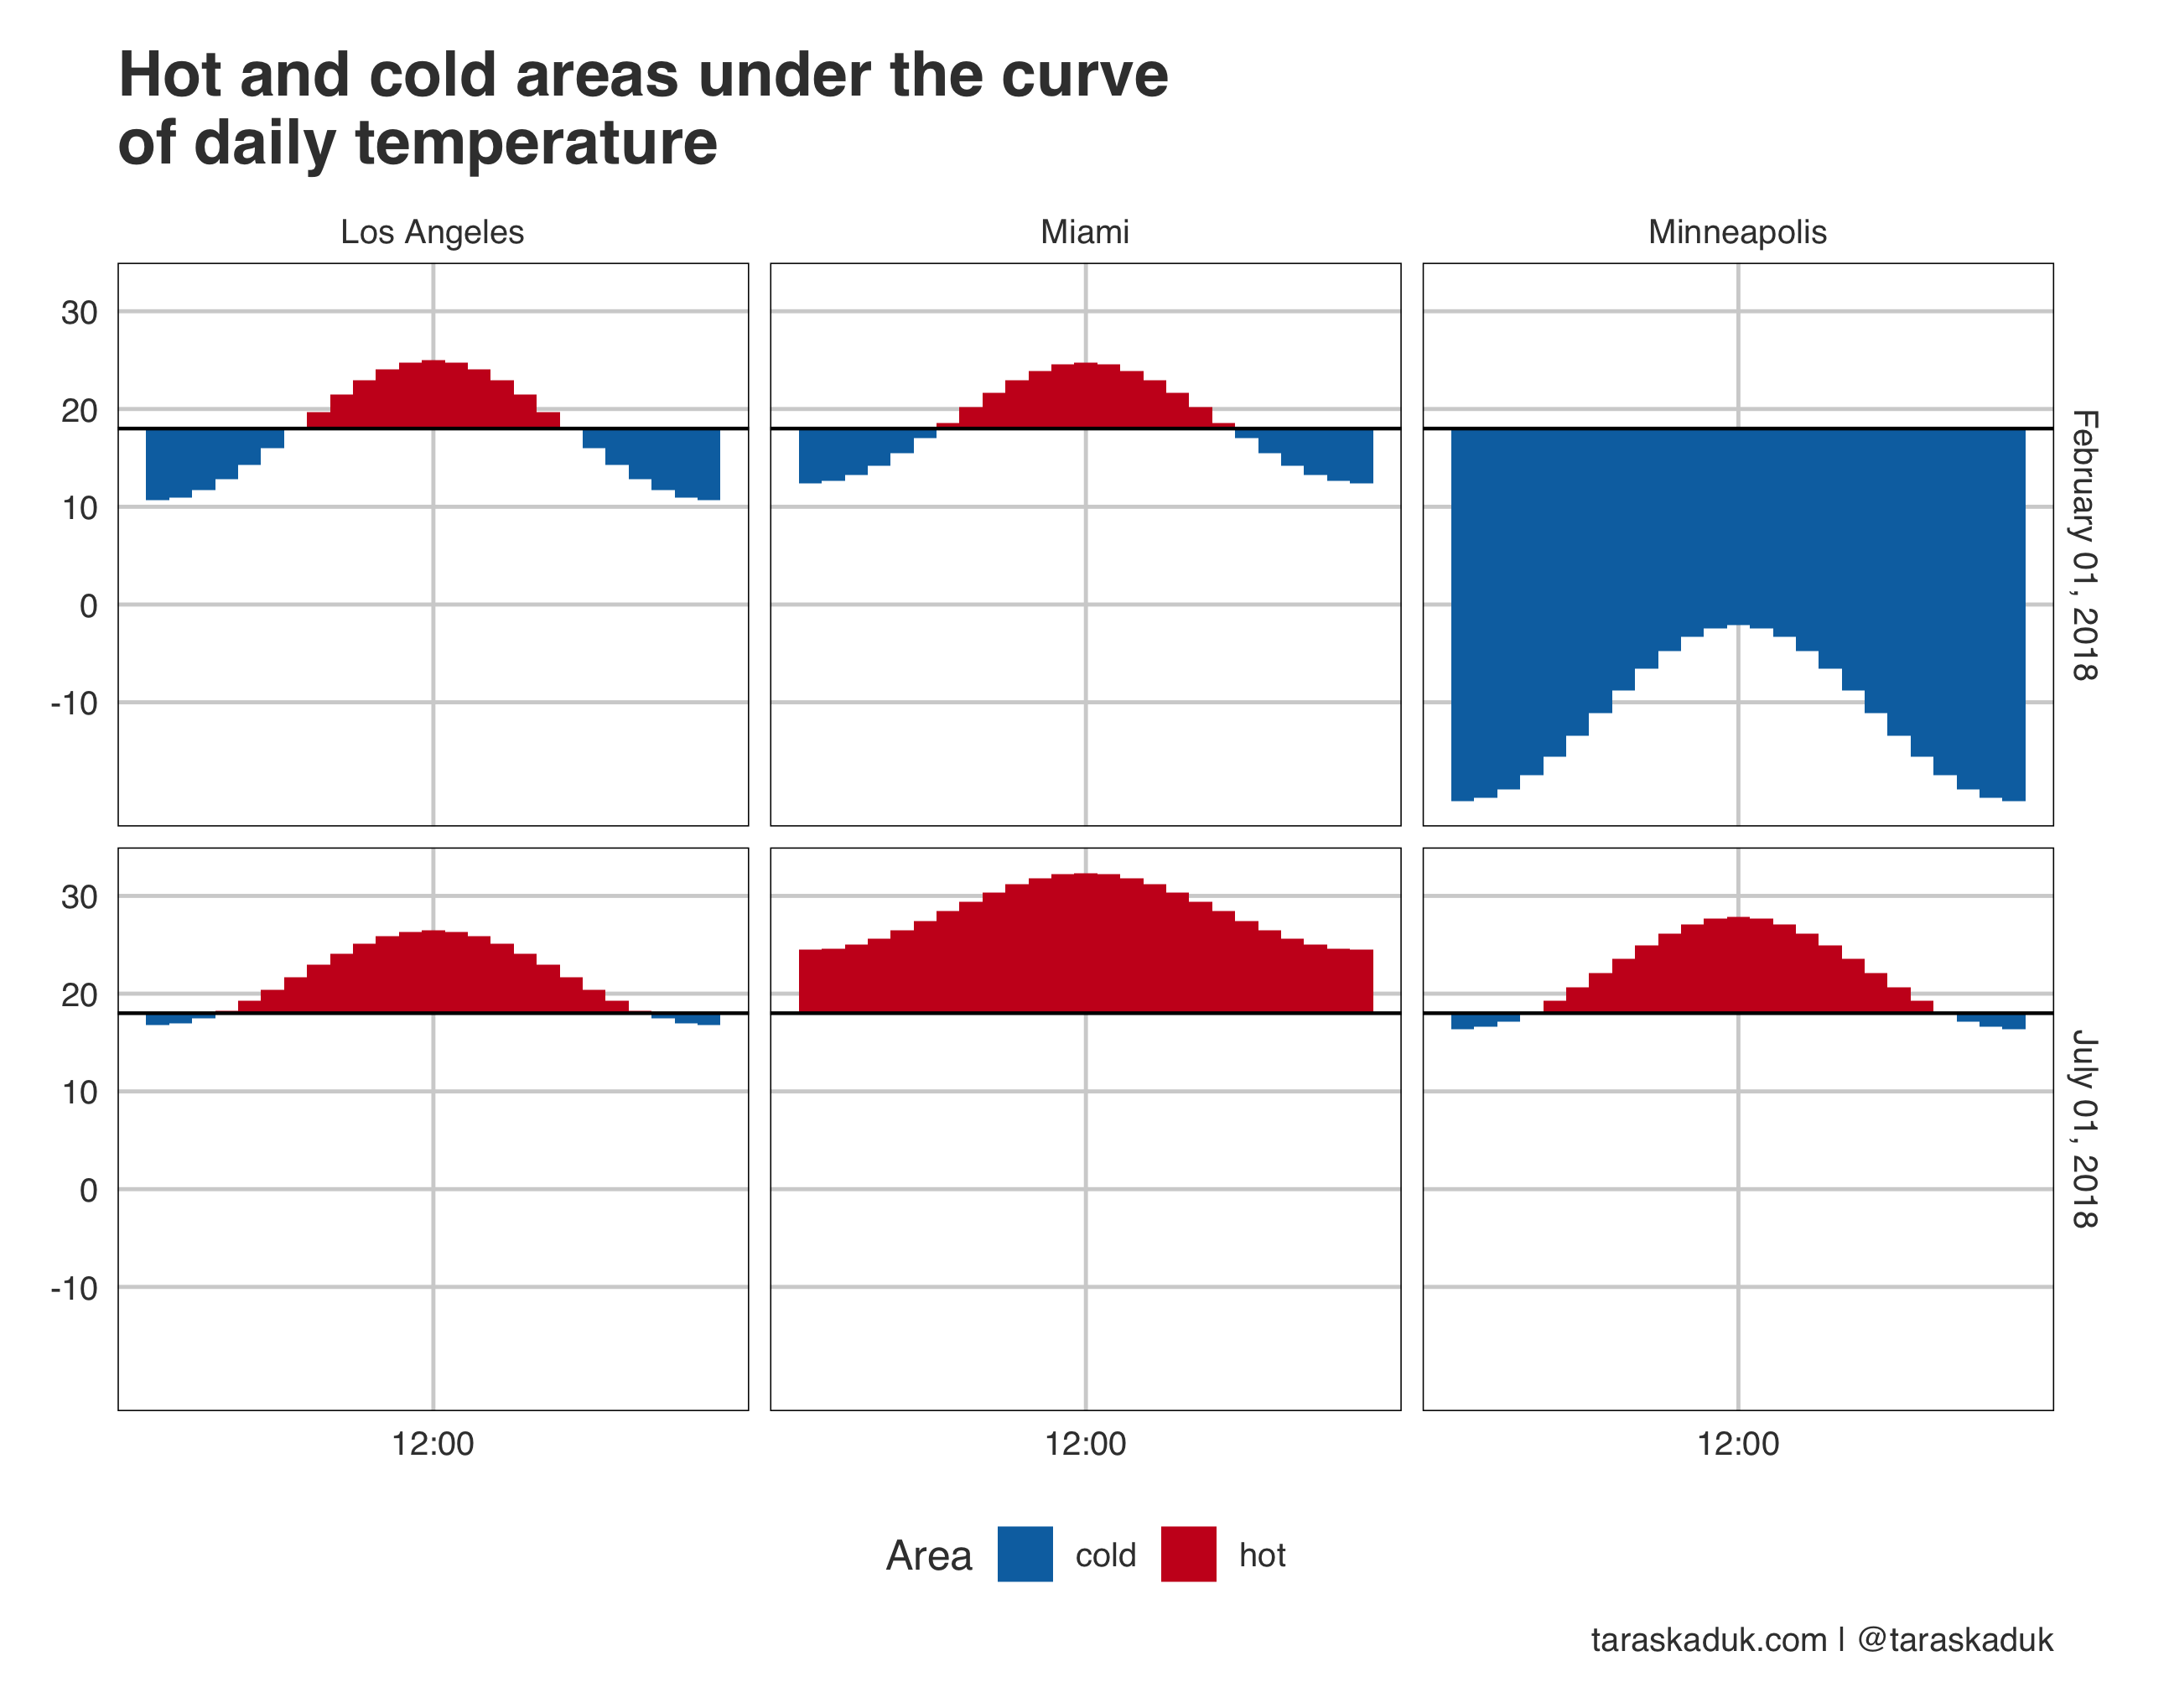 Hot and cold areas under the curve
of daily temperature
Los Angeles
Miami
Minneapolis
30
20
10
0
-10
February 01, 2018
30
20
10
0
-10
July 01, 2018
12:00
12:00
12:00
Area
cold
hot
taraskaduk.com | @taraskaduk